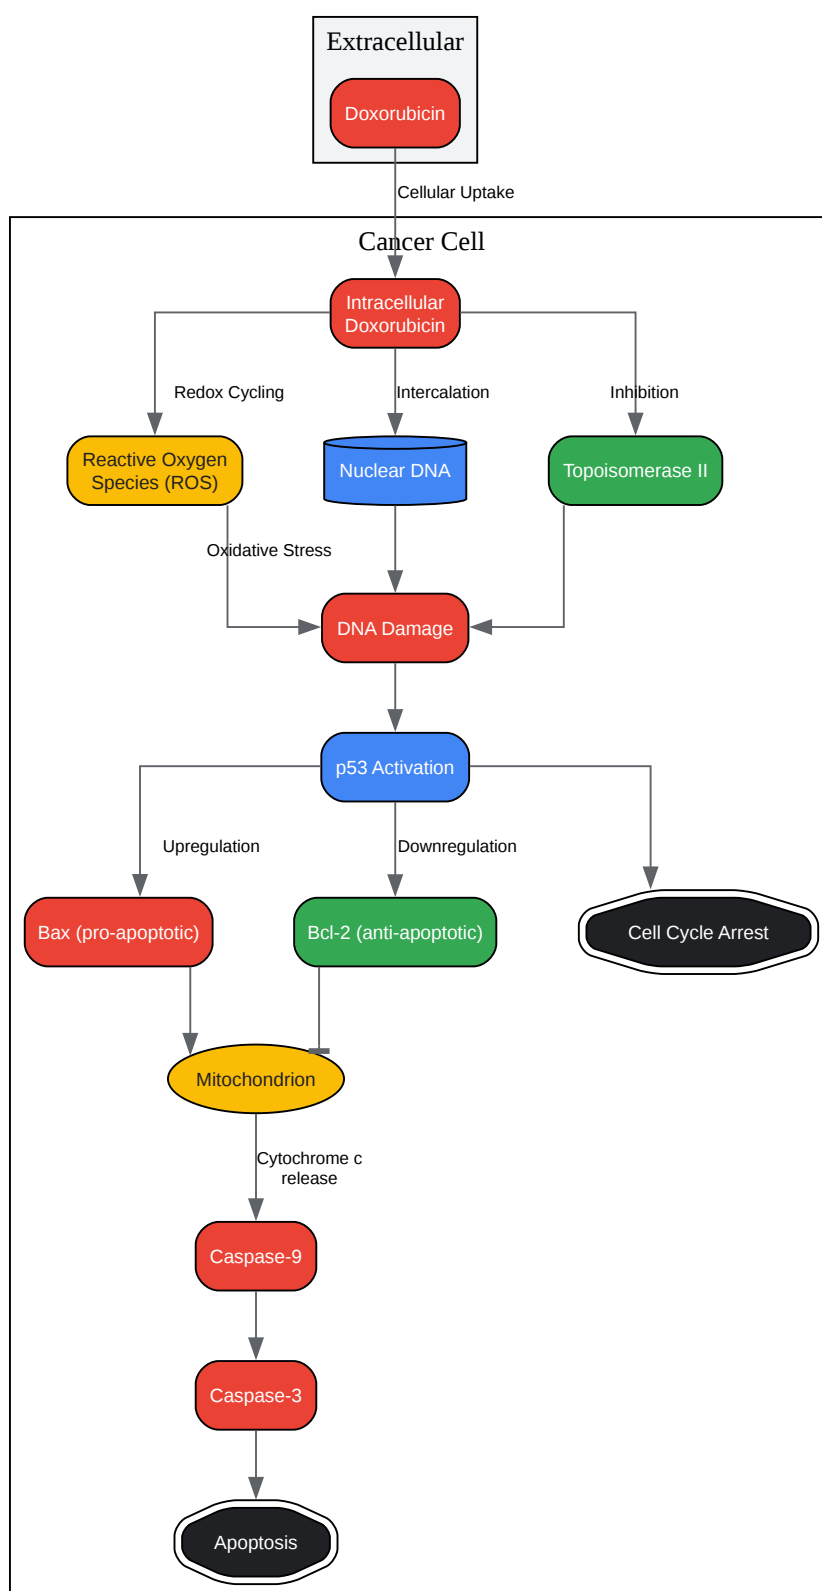 Extracellular
Doxorubicin
Cellular Uptake
Cancer Cell
Intracellular
Doxorubicin
Redox Cycling
Intercalation
Inhibition
Reactive Oxygen
Species (ROS)
Nuclear DNA
Topoisomerase II
Oxidative Stress
DNA Damage
p53 Activation
Upregulation
Downregulation
Bax (pro-apoptotic)
Bcl-2 (anti-apoptotic)
Cell Cycle Arrest
Mitochondrion
Cytochrome c
release
Caspase-9
Caspase-3
Apoptosis